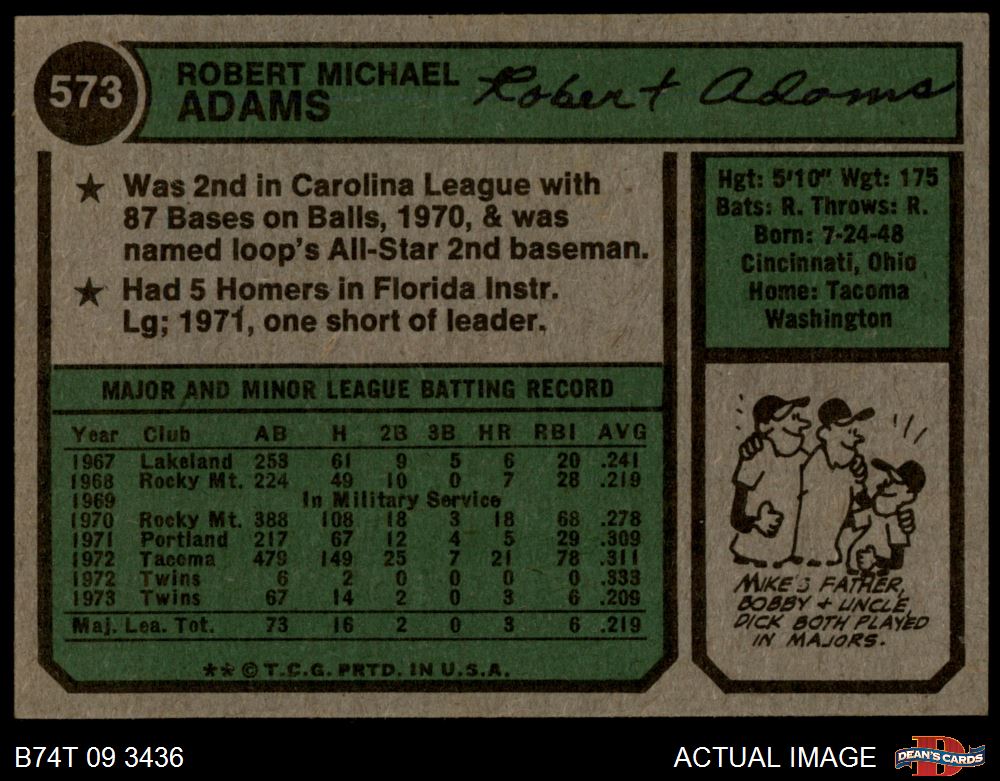 573
ROBERT MICHAEL
ADAMS
Robert Adams
★ Was 2nd in Carolina League with
87 Bases on Balls, 1970, & was
named loop's All-Star 2nd baseman.
★ Had 5 Homers in Florida Instr.
Lg; 1971, one short of leader.
Hgt: 5'10" Wgt: 175
Bats: R. Throws: R.
Born: 7-24-48
Cincinnati, Ohio
Home: Tacoma
Washington
MAJOR AND MINOR LEAGUE BATTING RECORD
Year Club AB H 2B 3B HR RBI AVG
1967 Lakeland 253 61 9 5 6 20 .241
1968 Rocky Mt. 224 49 10 0 7 28 .219
1969 In Military Service
1970 Rocky Mt. 388 108 18 3 18 68 .278
1971 Portland 217 67 12 4 5 29 .309
1972 Tacoma 479 149 25 7 21 78 .311
1972 Twins 6 2 0 0 0 0 .333
1973 Twins 67 14 2 0 3 6 .209
Maj. Lea. Tot. 73 16 2 0 3 6 .219
** © T.C.G. PRTD. IN U.S.A.
MIKE'S FATHER,
BOBBY + UNCLE,
DICK BOTH PLAYED
IN MAJORS.
B74T 09 3436
ACTUAL IMAGE
D
DEAN'S CARDS